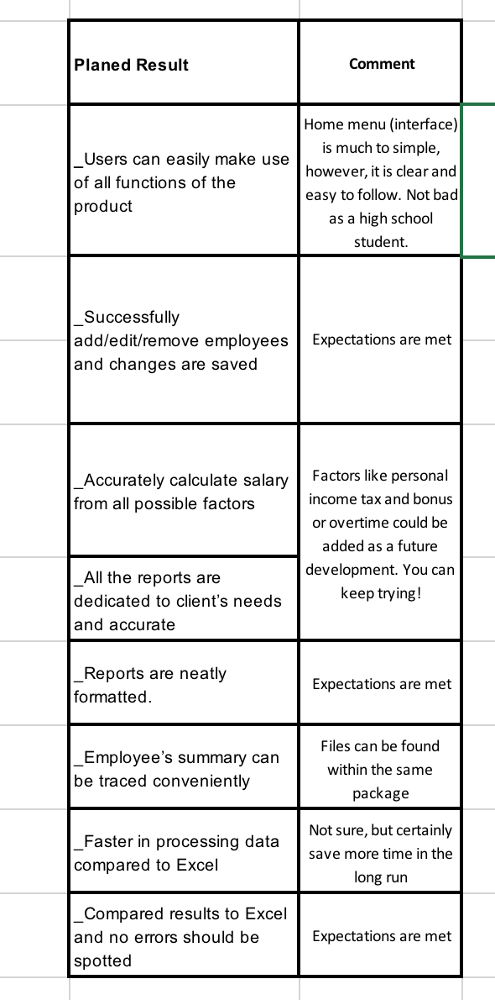 Planed Result
Comment
_Users can easily make use
of all functions of the
product
Home menu (interface)
is much to simple,
however, it is clear and
easy to follow. Not bad
as a high school
student.
_Successfully
add/edit/remove employees
and changes are saved
Expectations are met
_Accurately calculate salary
from all possible factors
Factors like personal
income tax and bonus
or overtime could be
added as a future
development. You can
keep trying!
_All the reports are
dedicated to client’s needs
and accurate
_Reports are neatly
formatted.
Expectations are met
_Employee’s summary can
be traced conveniently
Files can be found
within the same
package
_Faster in processing data
compared to Excel
Not sure, but certainly
save more time in the
long run
_Compared results to Excel
and no errors should be
spotted
Expectations are met